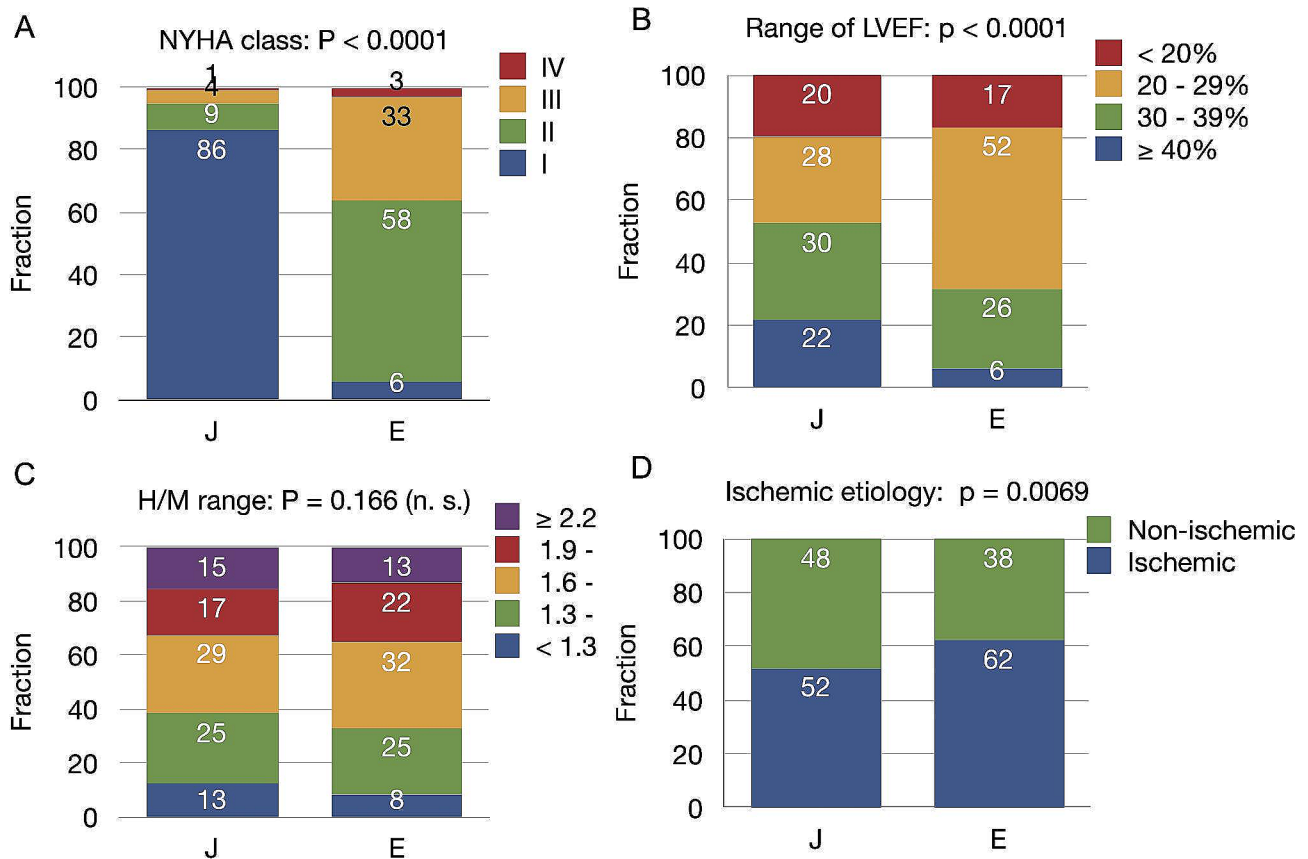 A
NYHA class: P < 0.0001
IV
III
II
I
Fraction
100
80
60
40
20
0
1
4
9
86
3
33
58
6
J
E
B
Range of LVEF: p < 0.0001
< 20%
20 - 29%
30 - 39%
≥ 40%
Fraction
100
80
60
40
20
0
20
28
30
22
17
52
26
6
J
E
C
H/M range: P = 0.166 (n. s.)
≥ 2.2
1.9 -
1.6 -
1.3 -
< 1.3
Fraction
100
80
60
40
20
0
15
17
29
25
13
13
22
32
25
8
J
E
D
Ischemic etiology: p = 0.0069
Non-ischemic
Ischemic
Fraction
100
80
60
40
20
0
48
52
38
62
J
E